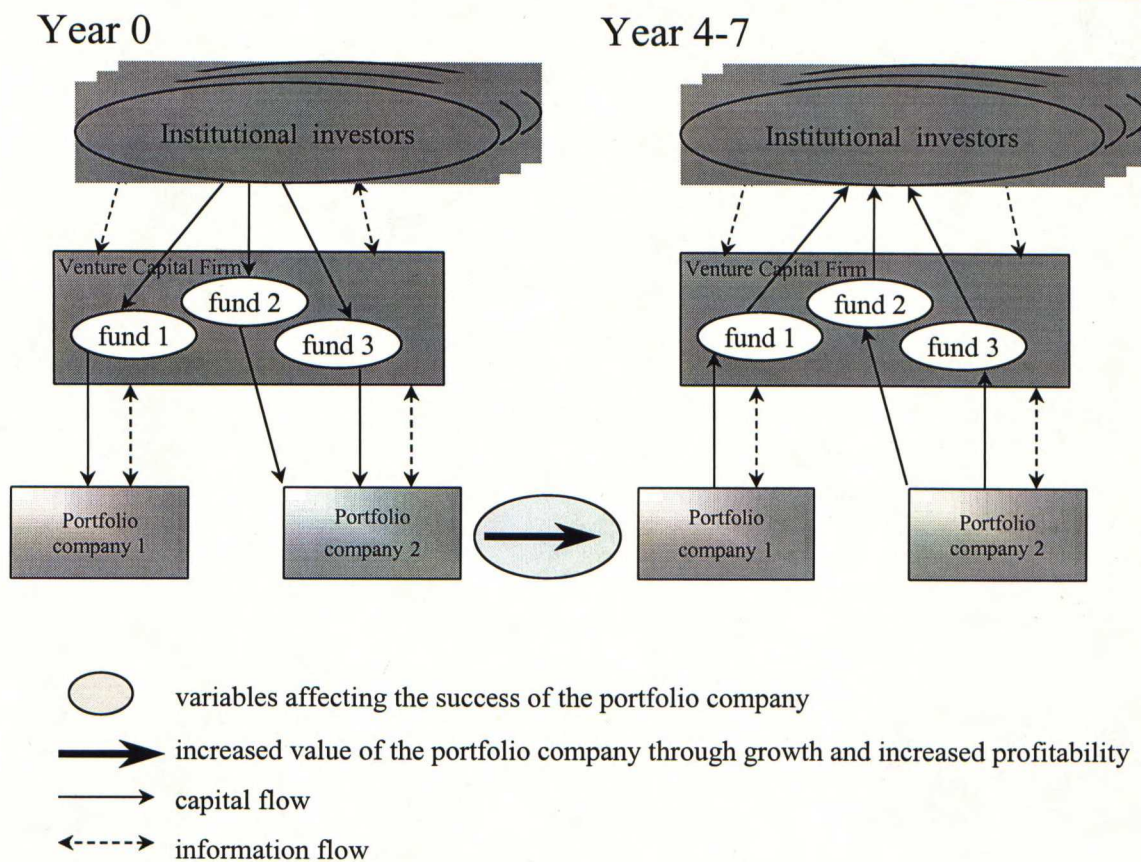 Year 0
Institutional investors
Venture Capital Firm
fund 1
fund 2
fund 3
Portfolio
company 1
Portfolio
company 2
Year 4-7
Institutional investors
Venture Capital Firm
fund 1
fund 2
fund 3
Portfolio
company 1
Portfolio
company 2
variables affecting the success of the portfolio company
increased value of the portfolio company through growth and increased profitability
capital flow
information flow